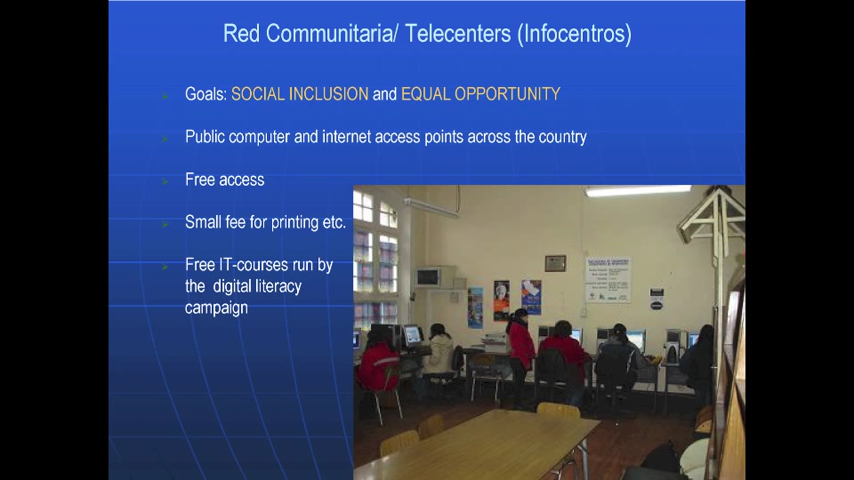 Red Communitaria/ Telecenters (Infocentros)
Goals: SOCIAL INCLUSION and EQUAL OPPORTUNITY
Public computer and internet access points across the country
Free access
Small fee for printing etc.
Free IT-courses run by
the digital literacy
campaign